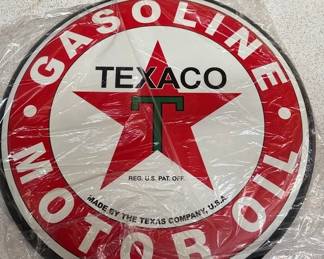 GASOLINE
TEXACO
T
REG. U.S. PAT. OFF.
MADE BY THE TEXAS COMPANY, U.S.A.
MOTOR OIL